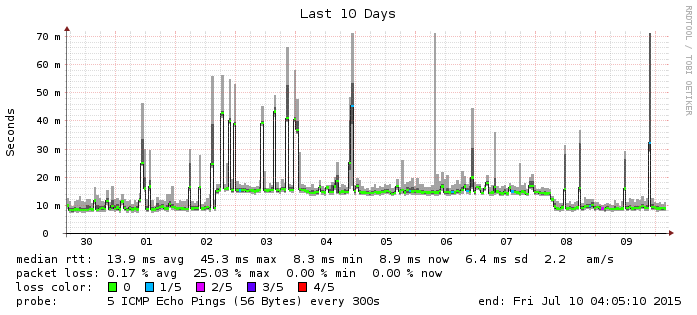 Last 10 Days
RRDTOOL / TOBI OETIKER
Seconds
70 m
60 m
50 m
40 m
30 m
20 m
10 m
0
30 01 02 03 04 05 06 07 08 09
median rtt: 13.9 ms avg 45.3 ms max 8.3 ms min 8.9 ms now 6.4 ms sd 2.2 am/s
packet loss: 0.17 % avg 25.03 % max 0.00 % min 0.00 % now
loss color: 0 1/5 2/5 3/5 4/5
probe: 5 ICMP Echo Pings (56 Bytes) every 300s end: Fri Jul 10 04:05:10 2015